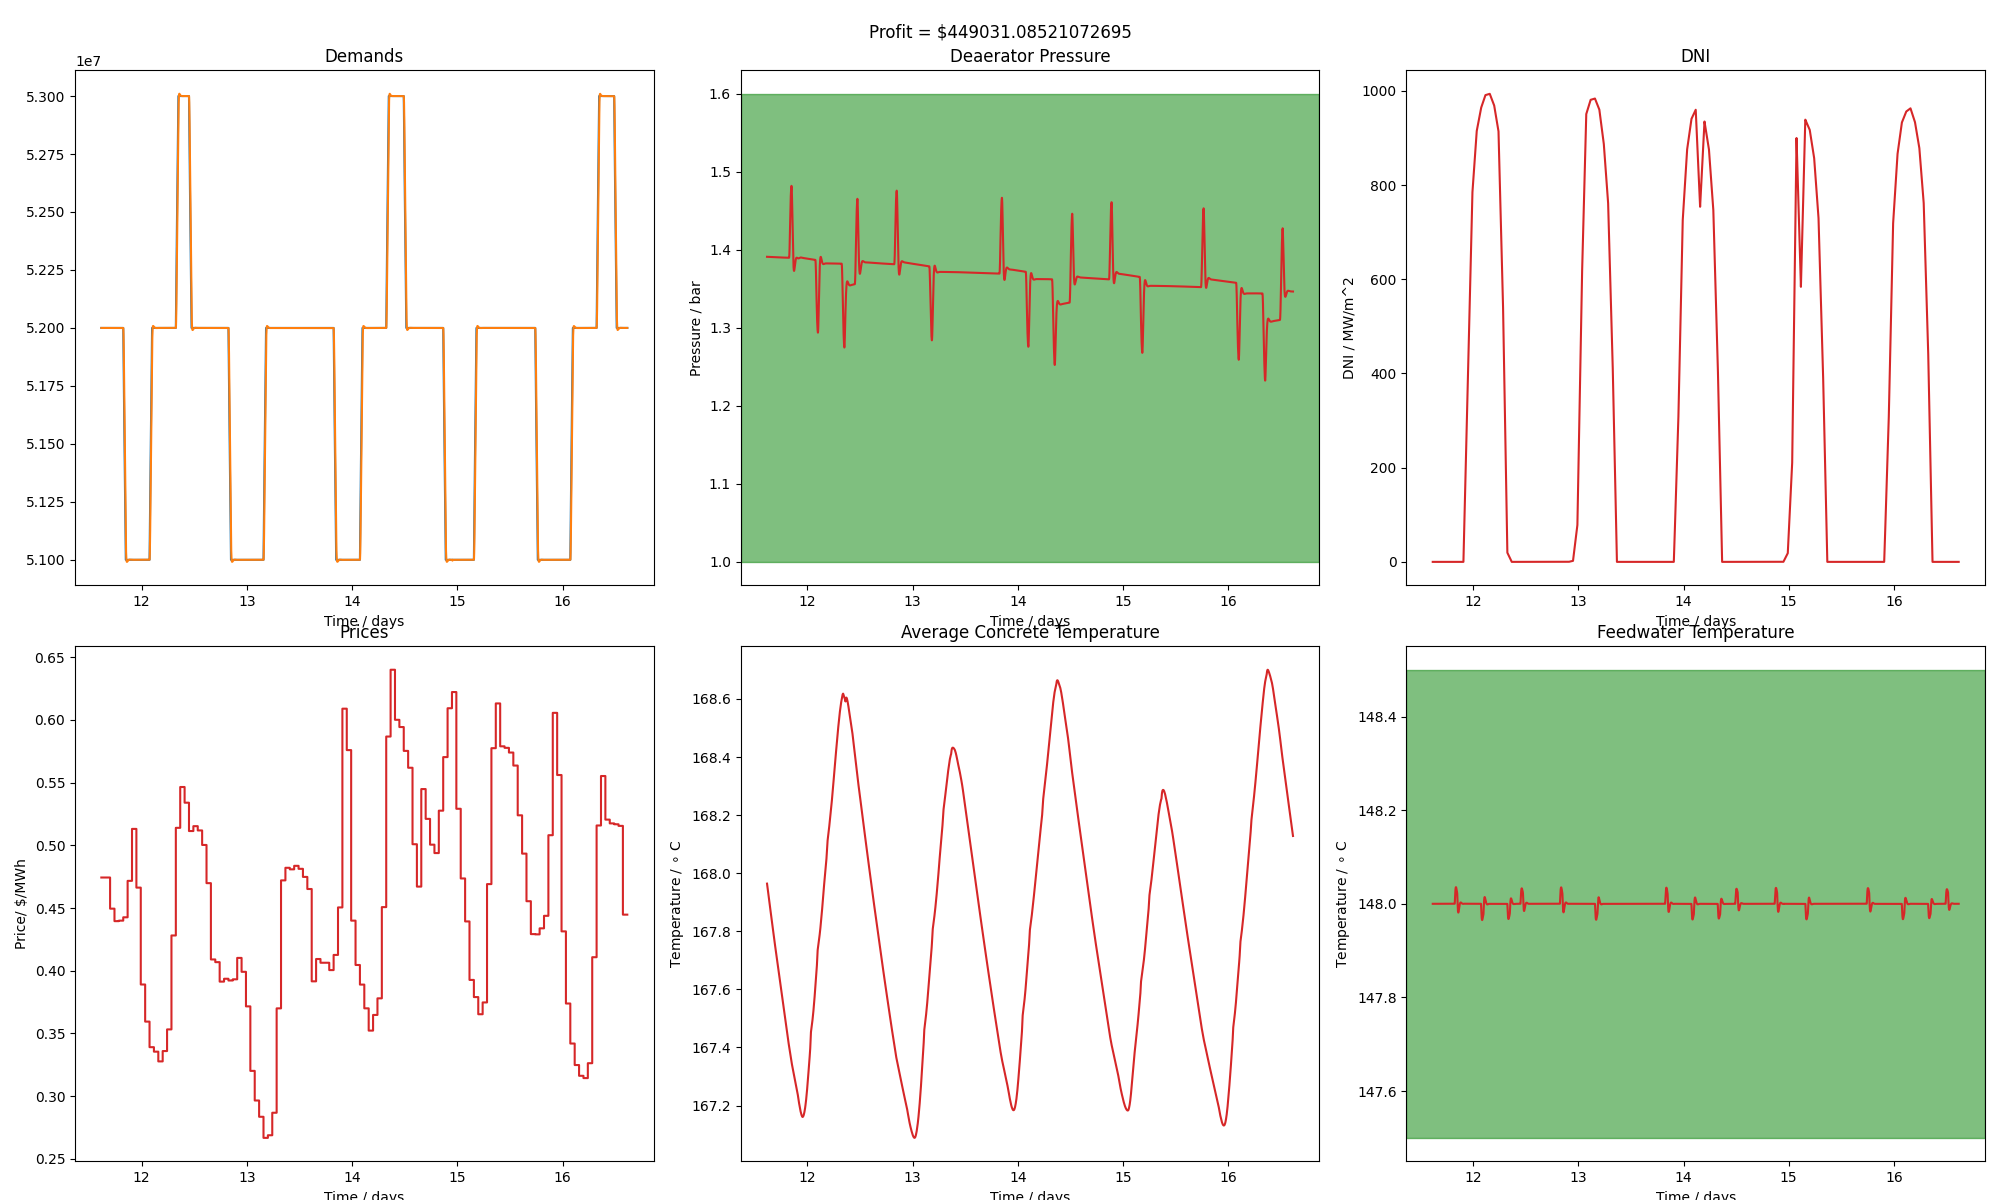 Profit = $449031.08521072695
Demands
1e7
5.300
5.275
5.250
5.225
5.200
5.175
5.150
5.125
5.100
12 13 14 15 16
Time / days
Deaerator Pressure
Pressure / bar
1.6
1.5
1.4
1.3
1.2
1.1
1.0
12 13 14 15 16
Time / days
DNI
DNI / MW/m^2
1000
800
600
400
200
0
12 13 14 15 16
Time / days
Prices
Price/ $/MWh
0.65
0.60
0.55
0.50
0.45
0.40
0.35
0.30
0.25
12 13 14 15 16
Time / days
Average Concrete Temperature
Temperature / ∘ C
168.6
168.4
168.2
168.0
167.8
167.6
167.4
167.2
12 13 14 15 16
Time / days
Feedwater Temperature
Temperature / ∘ C
148.4
148.2
148.0
147.8
147.6
12 13 14 15 16
Time / days